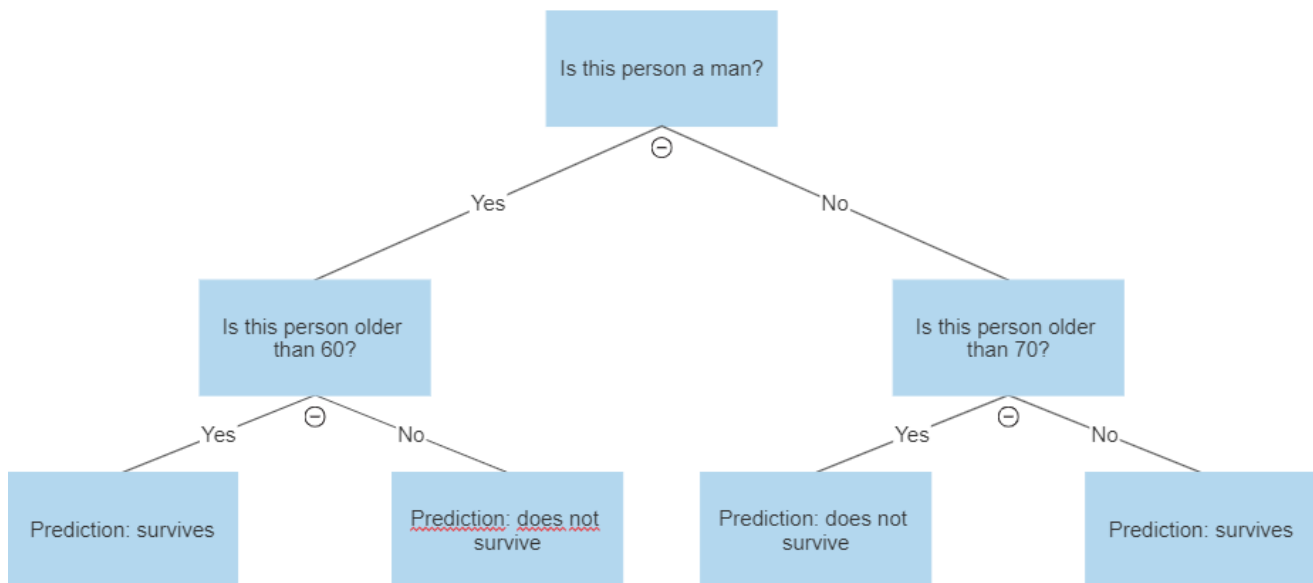 Is this person a man?
Yes
No
Is this person older
than 60?
Is this person older
than 70?
Yes
No
Yes
No
Prediction: survives
Prediction: does not
survive
Prediction: does not
survive
Prediction: survives